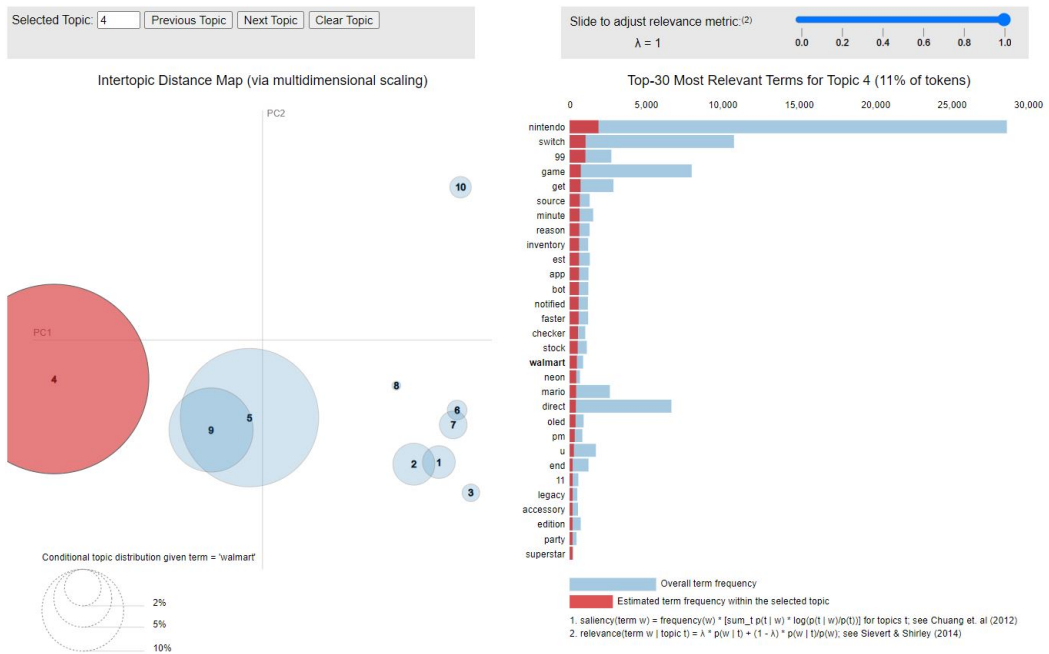 Selected Topic: 4 Previous Topic Next Topic Clear Topic
Slide to adjust relevance metric:(2)
λ = 1
0.0 0.2 0.4 0.6 0.8 1.0
Intertopic Distance Map (via multidimensional scaling)
PC2
PC1
10
4
8
5
6
7
9
2
1
3
Conditional topic distribution given term = 'walmart'
2%
5%
10%
Top-30 Most Relevant Terms for Topic 4 (11% of tokens)
0 5,000 10,000 15,000 20,000 25,000 30,000
nintendo
switch
99
game
get
source
minute
reason
inventory
est
app
bot
notified
faster
checker
stock
walmart
neon
mario
direct
oled
pm
u
end
11
legacy
accessory
edition
party
superstar
Overall term frequency
Estimated term frequency within the selected topic
1. saliency(term w) = frequency(w) * [sum_t p(t | w) * log(p(t | w)/p(t))] for topics t; see Chuang et. al (2012)
2. relevance(term w | topic t) = λ * p(w | t) + (1 - λ) * p(w | t)/p(w); see Sievert & Shirley (2014)